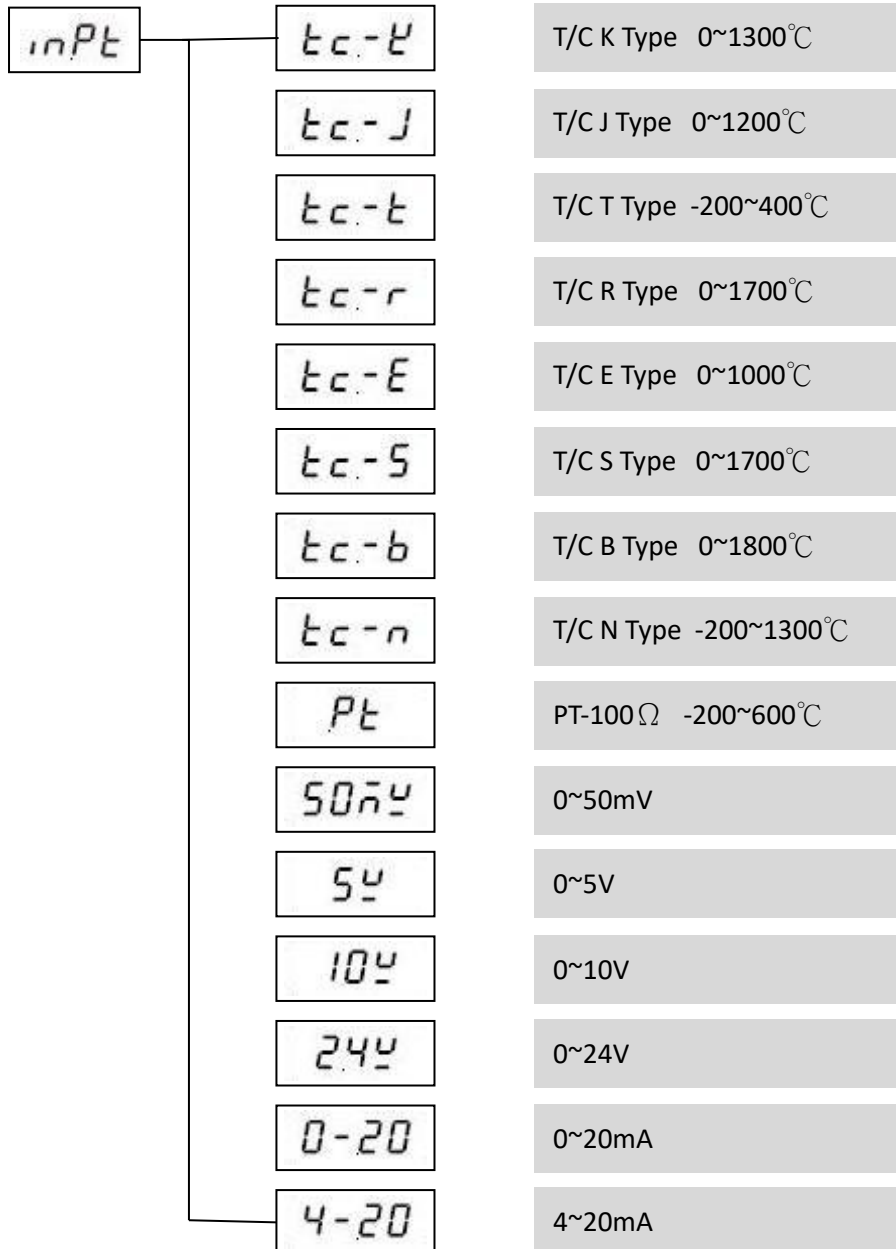 inPt
tc.-K T/C K Type 0~1300℃
tc.-J T/C J Type 0~1200℃
tc.-t T/C T Type -200~400℃
tc.-r T/C R Type 0~1700℃
tc.-E T/C E Type 0~1000℃
tc.-S T/C S Type 0~1700℃
tc.-b T/C B Type 0~1800℃
tc-n T/C N Type -200~1300℃
Pt PT-100Ω -200~600℃
50mV 0~50mV
5V 0~5V
10V 0~10V
24V 0~24V
0-20 0~20mA
4-20 4~20mA